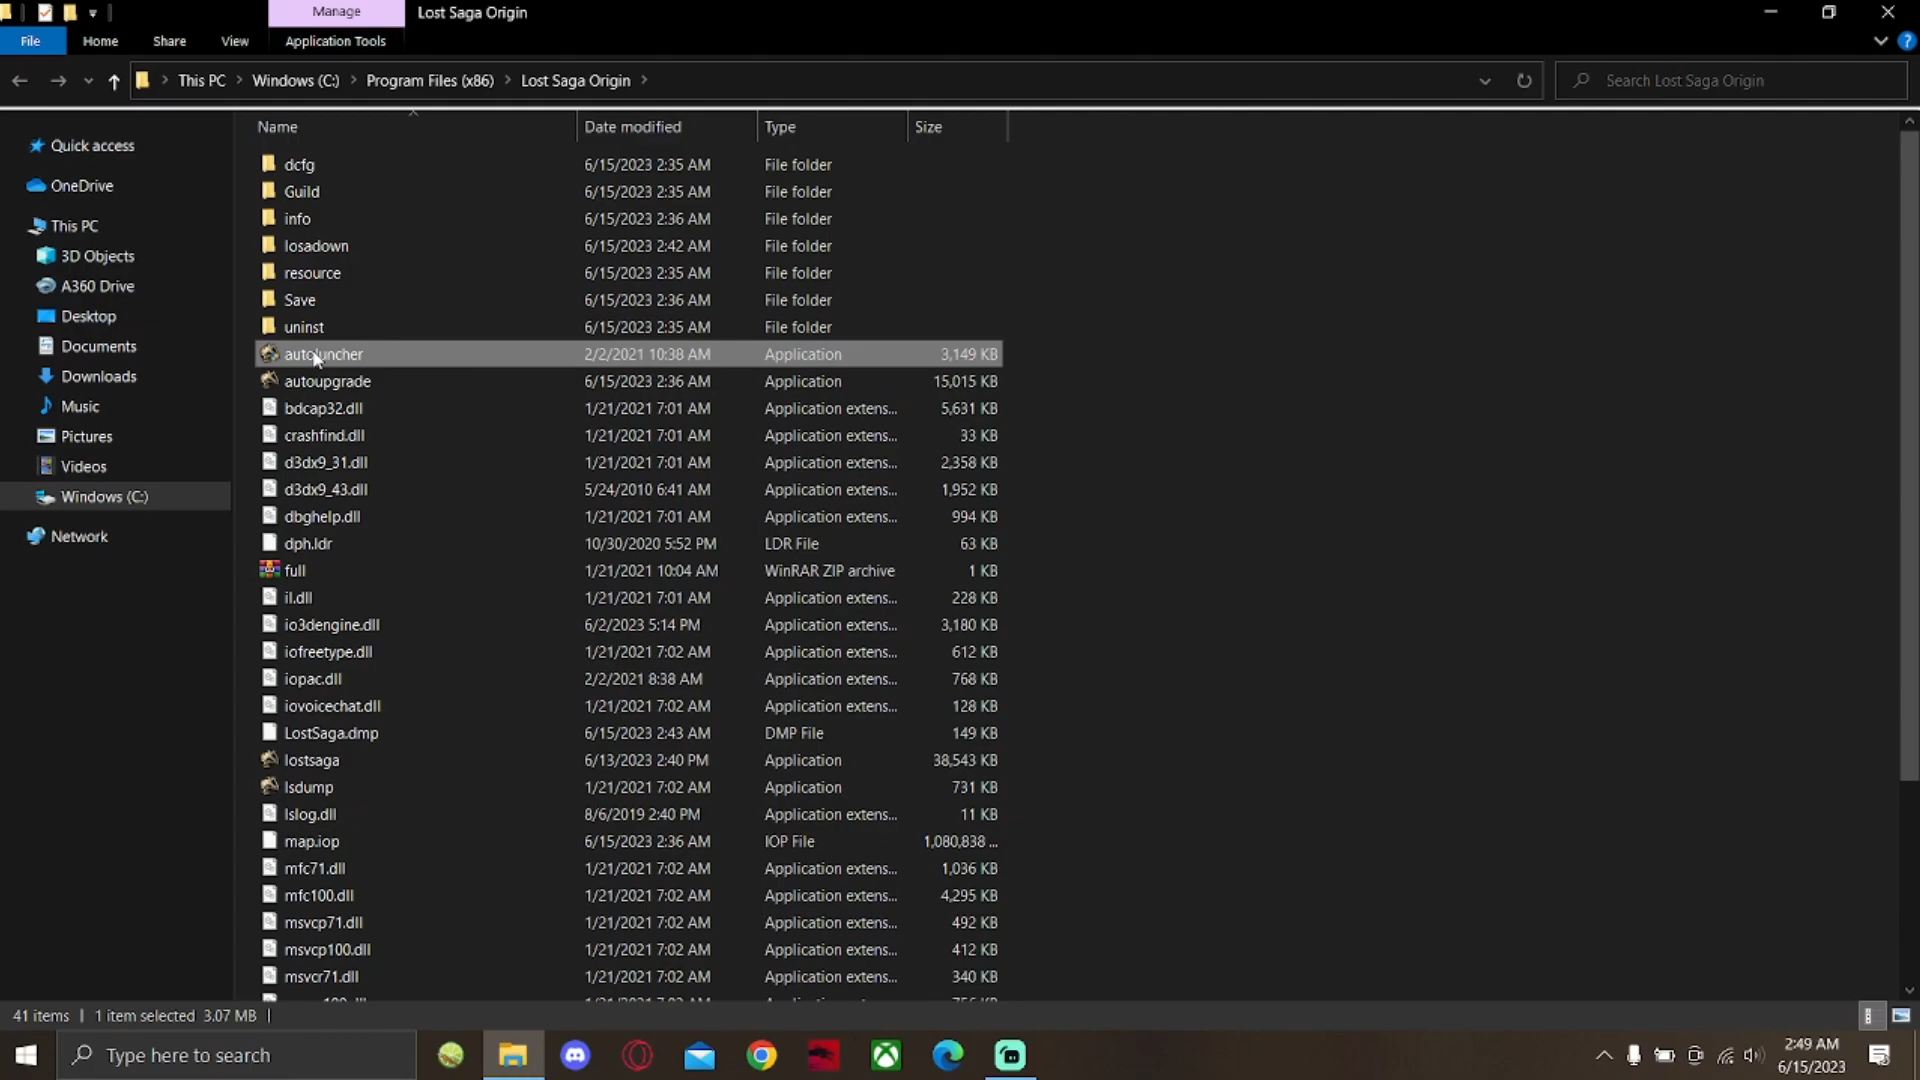 Manage
Lost Saga Origin
File
Home
Share
View
Application Tools
This PC
Windows (C:)
Program Files (x86)
Lost Saga Origin
Search Lost Saga Origin
Name
Date modified
Type
Size
Quick access
OneDrive
This PC
3D Objects
A360 Drive
Desktop
Documents
Downloads
Music
Pictures
Videos
Windows (C:)
Network
dcfg 6/15/2023 2:35 AM File folder
Guild 6/15/2023 2:35 AM File folder
info 6/15/2023 2:36 AM File folder
losadown 6/15/2023 2:42 AM File folder
resource 6/15/2023 2:35 AM File folder
Save 6/15/2023 2:36 AM File folder
uninst 6/15/2023 2:35 AM File folder
autoluncher 2/2/2021 10:38 AM Application 3,149 KB
autoupgrade 6/15/2023 2:36 AM Application 15,015 KB
bdcap32.dll 1/21/2021 7:01 AM Application extens... 5,631 KB
crashfind.dll 1/21/2021 7:01 AM Application extens... 33 KB
d3dx9_31.dll 1/21/2021 7:01 AM Application extens... 2,358 KB
d3dx9_43.dll 5/24/2010 6:41 AM Application extens... 1,952 KB
dbghelp.dll 1/21/2021 7:01 AM Application extens... 994 KB
dph.ldr 10/30/2020 5:52 PM LDR File 63 KB
full 1/21/2021 10:04 AM WinRAR ZIP archive 1 KB
il.dll 1/21/2021 7:01 AM Application extens... 228 KB
io3dengine.dll 6/2/2023 5:14 PM Application extens... 3,180 KB
iofreetype.dll 1/21/2021 7:02 AM Application extens... 612 KB
iopac.dll 2/2/2021 8:38 AM Application extens... 768 KB
iovoicechat.dll 1/21/2021 7:02 AM Application extens... 128 KB
LostSaga.dmp 6/15/2023 2:43 AM DMP File 149 KB
lostsaga 6/13/2023 2:40 PM Application 38,543 KB
lsdump 1/21/2021 7:02 AM Application 731 KB
lslog.dll 8/6/2019 2:40 PM Application extens... 11 KB
map.iop 6/15/2023 2:36 AM IOP File 1,080,838 ...
mfc71.dll 1/21/2021 7:02 AM Application extens... 1,036 KB
mfc100.dll 1/21/2021 7:02 AM Application extens... 4,295 KB
msvcp71.dll 1/21/2021 7:02 AM Application extens... 492 KB
msvcp100.dll 1/21/2021 7:02 AM Application extens... 412 KB
msvcr71.dll 1/21/2021 7:02 AM Application extens... 340 KB
41 items 1 item selected 3.07 MB
Type here to search
2:49 AM
6/15/2023